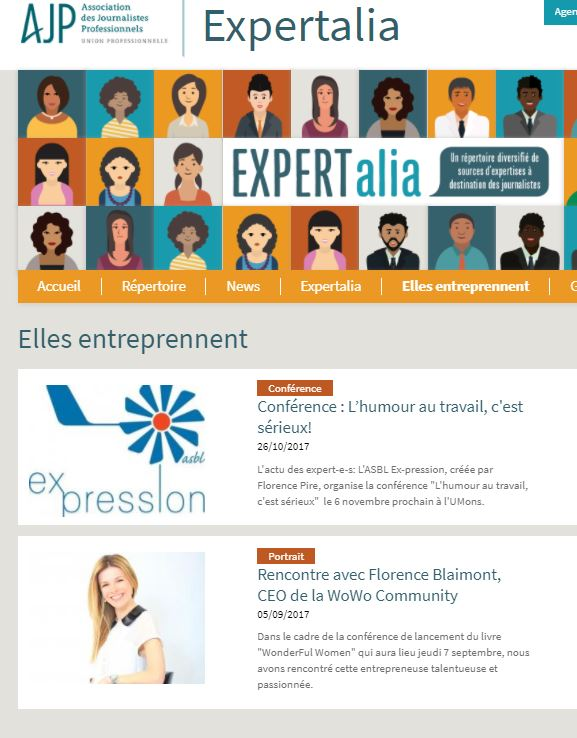 AJP
Association
des Journalistes
Professionnels
UNION PROFESSIONNELLE
Expertalia
Agen
EXPERTalia
Un répertoire diversifié de
sources d'expertises à
destination des journalistes
Accueil
Répertoire
News
Expertalia
Elles entreprennent
G
Elles entreprennent
asbl
expression
Conférence
Conférence : L'humour au travail, c'est
sérieux!
26/10/2017
L'actu des expert-e-s: L'ASBL Ex-pression, créée par
Florence Pire, organise la conférence "L'humour au travail,
c'est sérieux" le 6 novembre prochain à l'UMons.
Portrait
Rencontre avec Florence Blaimont,
CEO de la WoWo Community
05/09/2017
Dans le cadre de la conférence de lancement du livre
"WonderFul Women" qui aura lieu jeudi 7 septembre, nous
avons rencontré cette entrepreneuse talentueuse et
passionnée.